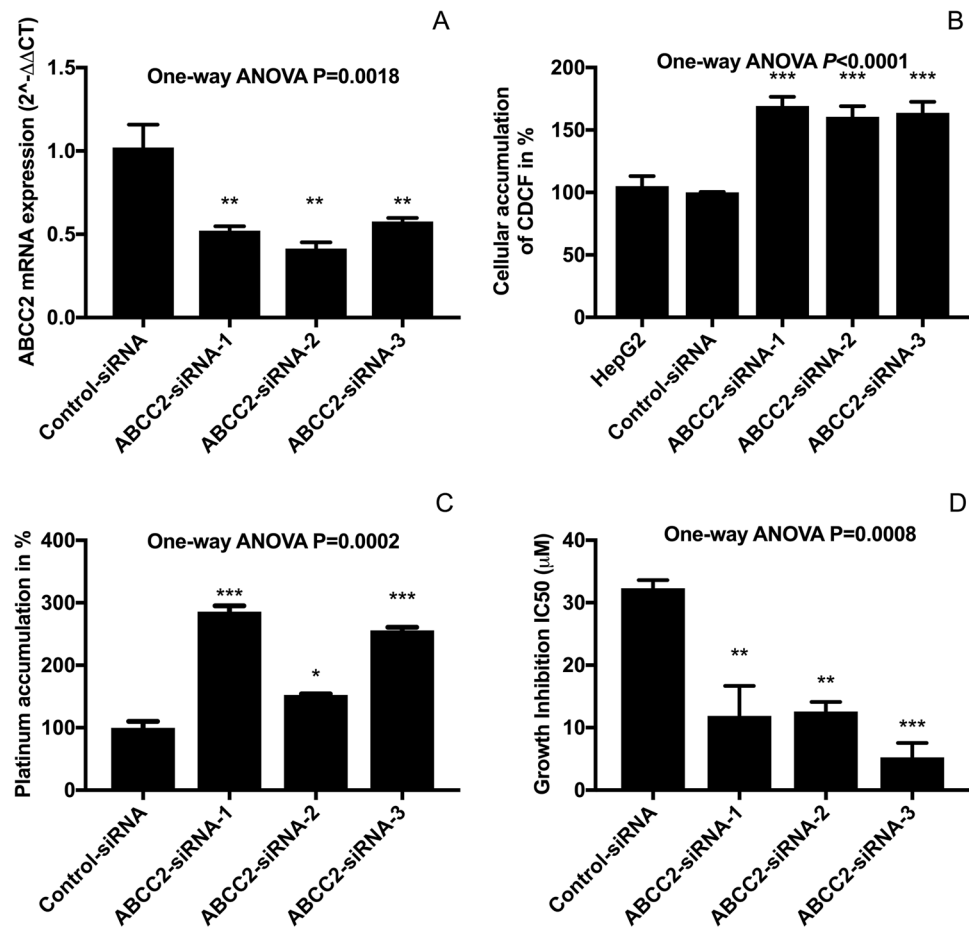 A
One-way ANOVA P=0.0018
ABCC2 mRNA expression (2^-ΔΔCT)
1.5
1.0
0.5
0.0
**
**
**
Control-siRNA
ABCC2-siRNA-1
ABCC2-siRNA-2
ABCC2-siRNA-3
B
One-way ANOVA P<0.0001
Cellular accumulation
of CDCF in %
200
150
100
50
0
***
***
***
HepG2
Control-siRNA
ABCC2-siRNA-1
ABCC2-siRNA-2
ABCC2-siRNA-3
C
One-way ANOVA P=0.0002
Platinum accumulation in %
400
300
200
100
0
***
*
***
Control-siRNA
ABCC2-siRNA-1
ABCC2-siRNA-2
ABCC2-siRNA-3
D
One-way ANOVA P=0.0008
Growth Inhibition IC50 (μM)
40
30
20
10
0
**
**
***
Control-siRNA
ABCC2-siRNA-1
ABCC2-siRNA-2
ABCC2-siRNA-3